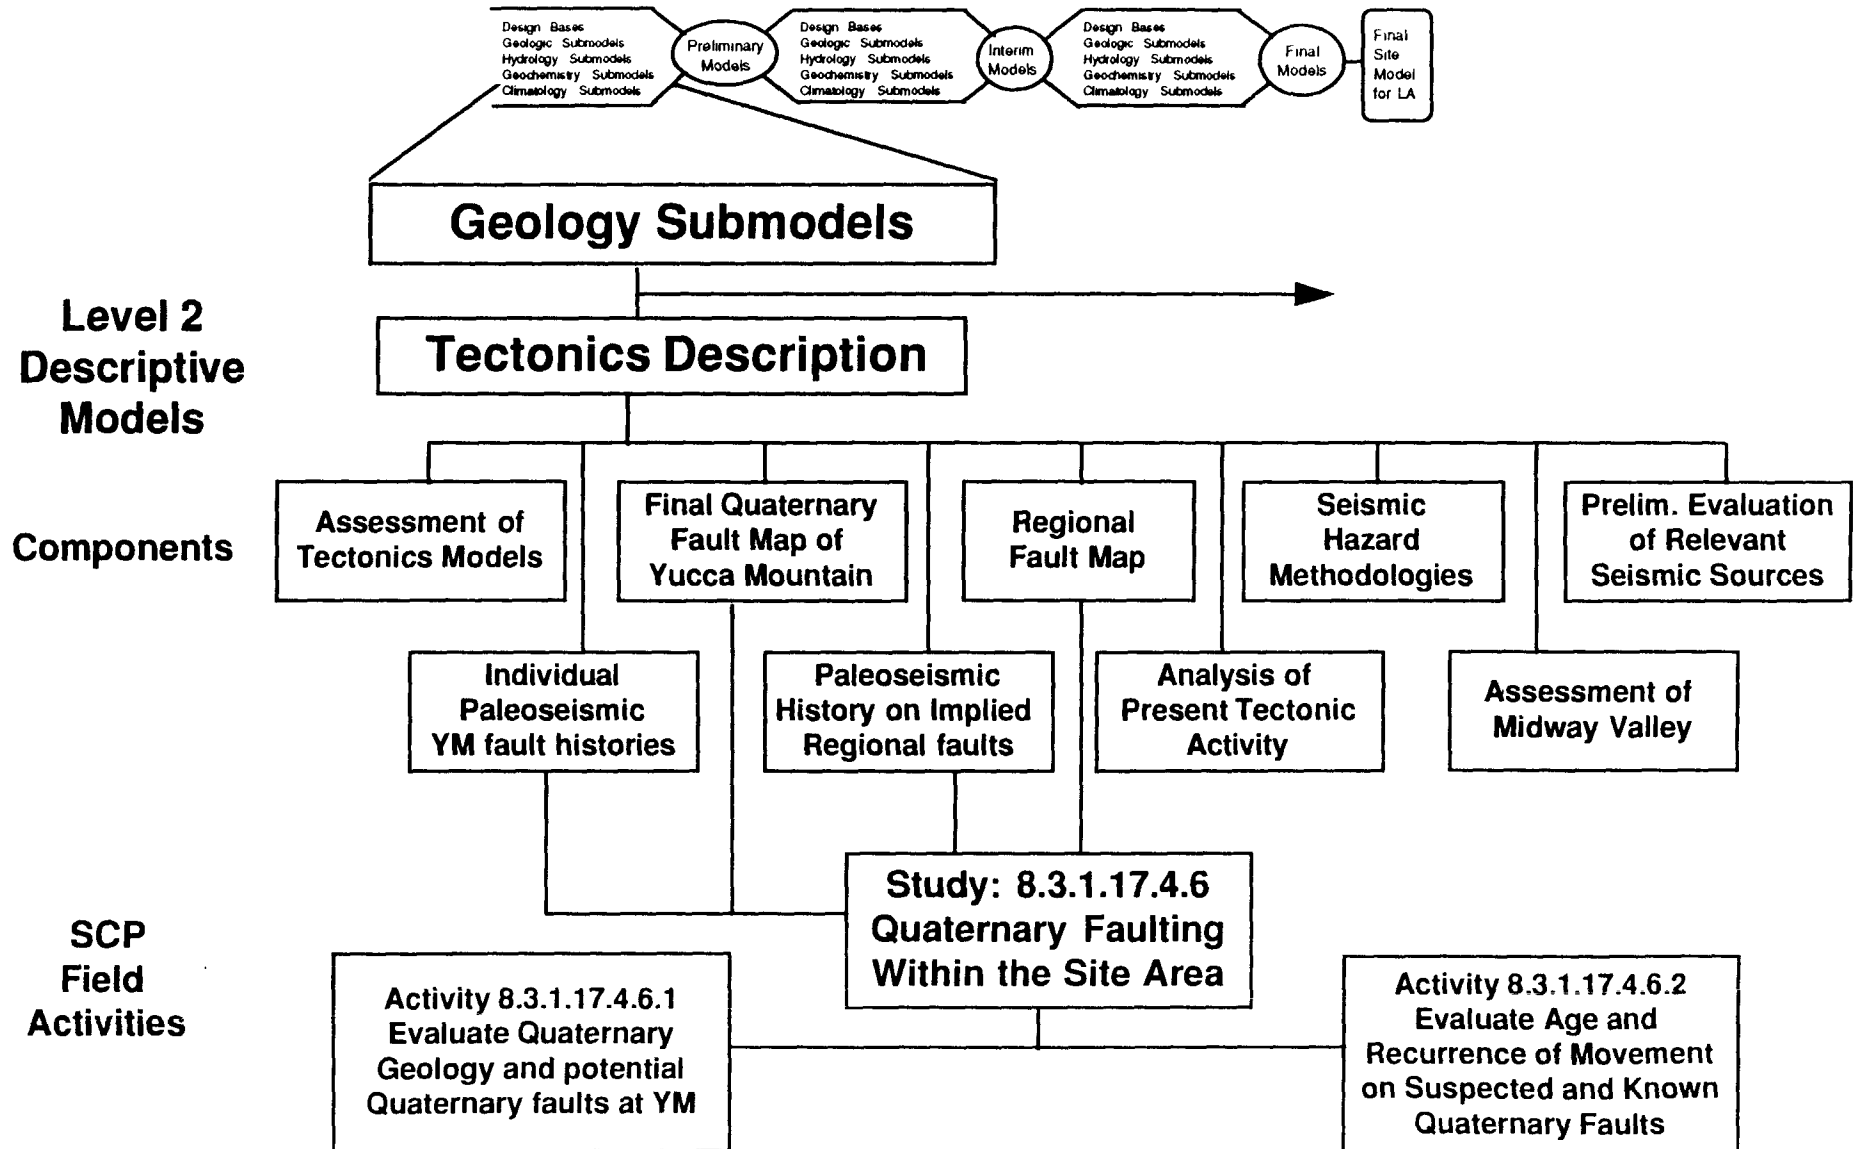 Design Bases
Geologic Submodels
Hydrology Submodels
Geochemistry Submodels
Climatology Submodels
Preliminary
Models
Design Bases
Geologic Submodels
Hydrology Submodels
Geochemistry Submodels
Climatology Submodels
Interim
Models
Design Bases
Geologic Submodels
Hydrology Submodels
Geochemistry Submodels
Climatology Submodels
Final
Models
Final
Site
Model
for LA
Geology Submodels
Level 2
Descriptive
Models
Tectonics Description
Components
Assessment of
Tectonics Models
Final Quaternary
Fault Map of
Yucca Mountain
Regional
Fault Map
Seismic
Hazard
Methodologies
Prelim. Evaluation
of Relevant
Seismic Sources
Individual
Paleoseismic
YM fault histories
Paleoseismic
History on Implied
Regional faults
Analysis of
Present Tectonic
Activity
Assessment of
Midway Valley
Study: 8.3.1.17.4.6
Quaternary Faulting
Within the Site Area
SCP
Field
Activities
Activity 8.3.1.17.4.6.1
Evaluate Quaternary
Geology and potential
Quaternary faults at YM
Activity 8.3.1.17.4.6.2
Evaluate Age and
Recurrence of Movement
on Suspected and Known
Quaternary Faults